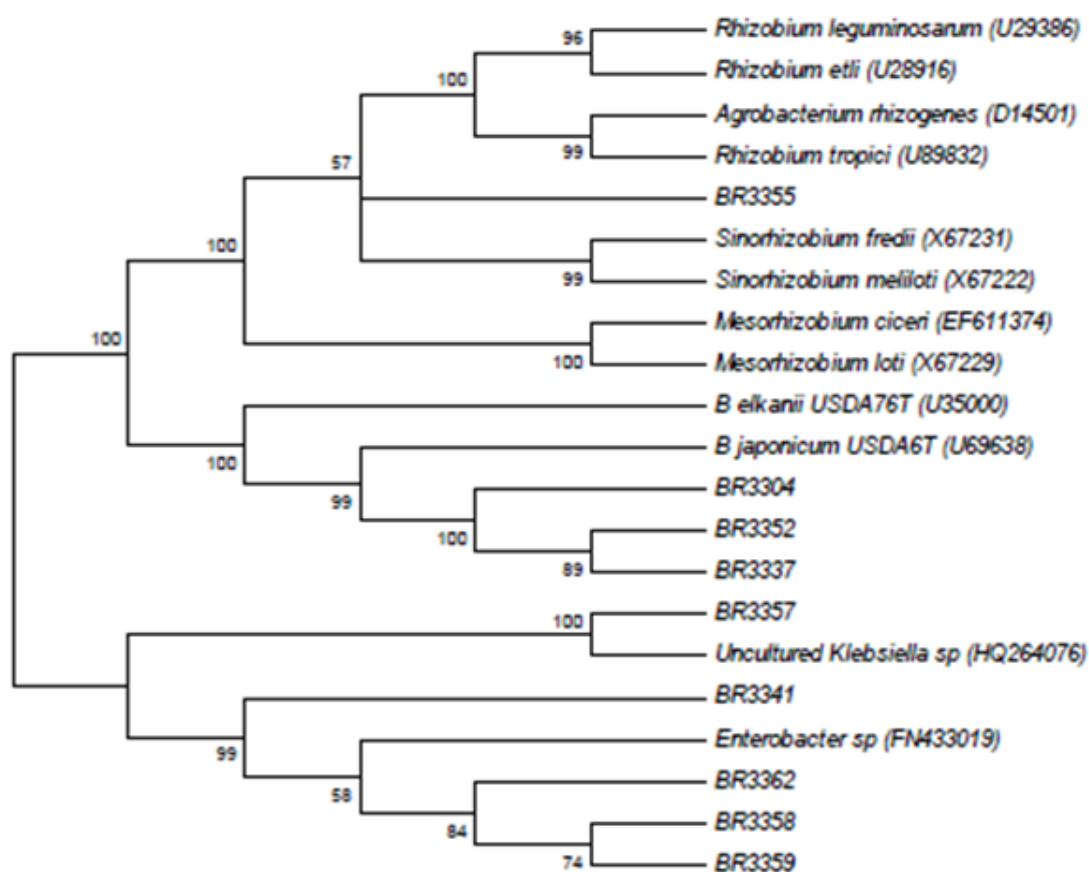 96
Rhizobium leguminosarum (U29386)
Rhizobium etli (U28916)
100
Agrobacterium rhizogenes (D14501)
99
Rhizobium tropici (U89832)
57
BR3355
Sinorhizobium fredii (X67231)
100
99
Sinorhizobium meliloti (X67222)
Mesorhizobium ciceri (EF611374)
100
100
Mesorhizobium loti (X67229)
B elkanii USDA76T (U35000)
100
B japonicum USDA6T (U69638)
99
BR3304
100
BR3352
89
BR3337
BR3357
100
Uncultured Klebsiella sp (HQ264076)
BR3341
99
Enterobacter sp (FN433019)
58
BR3362
84
BR3358
74
BR3359